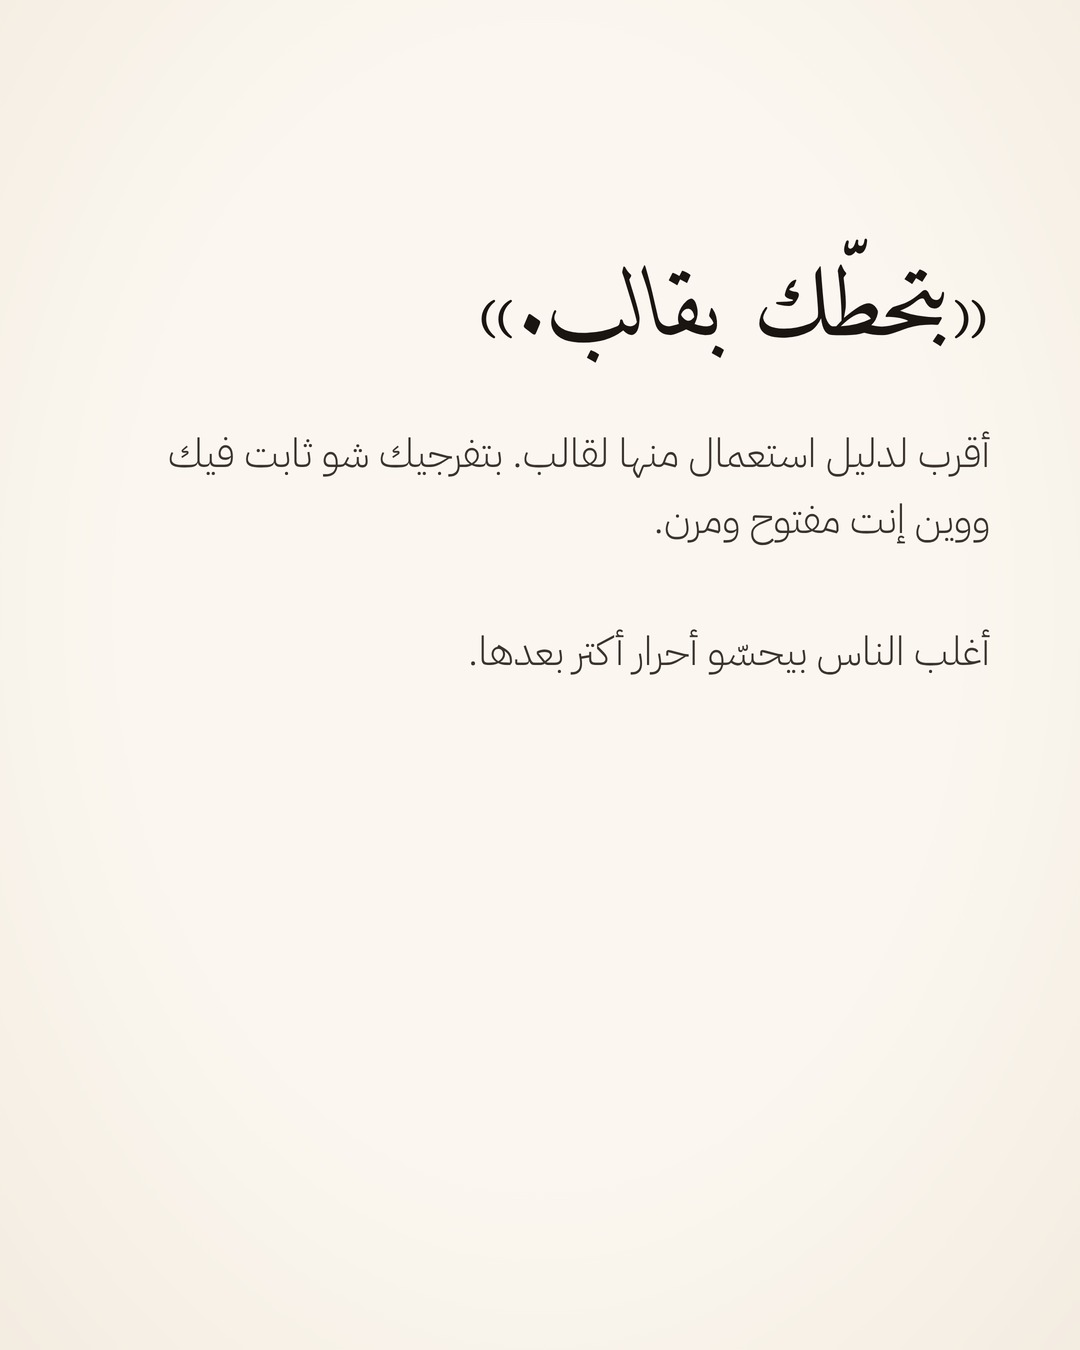 «بتحطّك بقالب.»
أقرب لدليل استعمال منها لقالب. بتفرجيك شو ثابت فيك
ووين إنت مفتوح ومرن.
أغلب الناس بيحسّو أحرار أكتر بعدها.